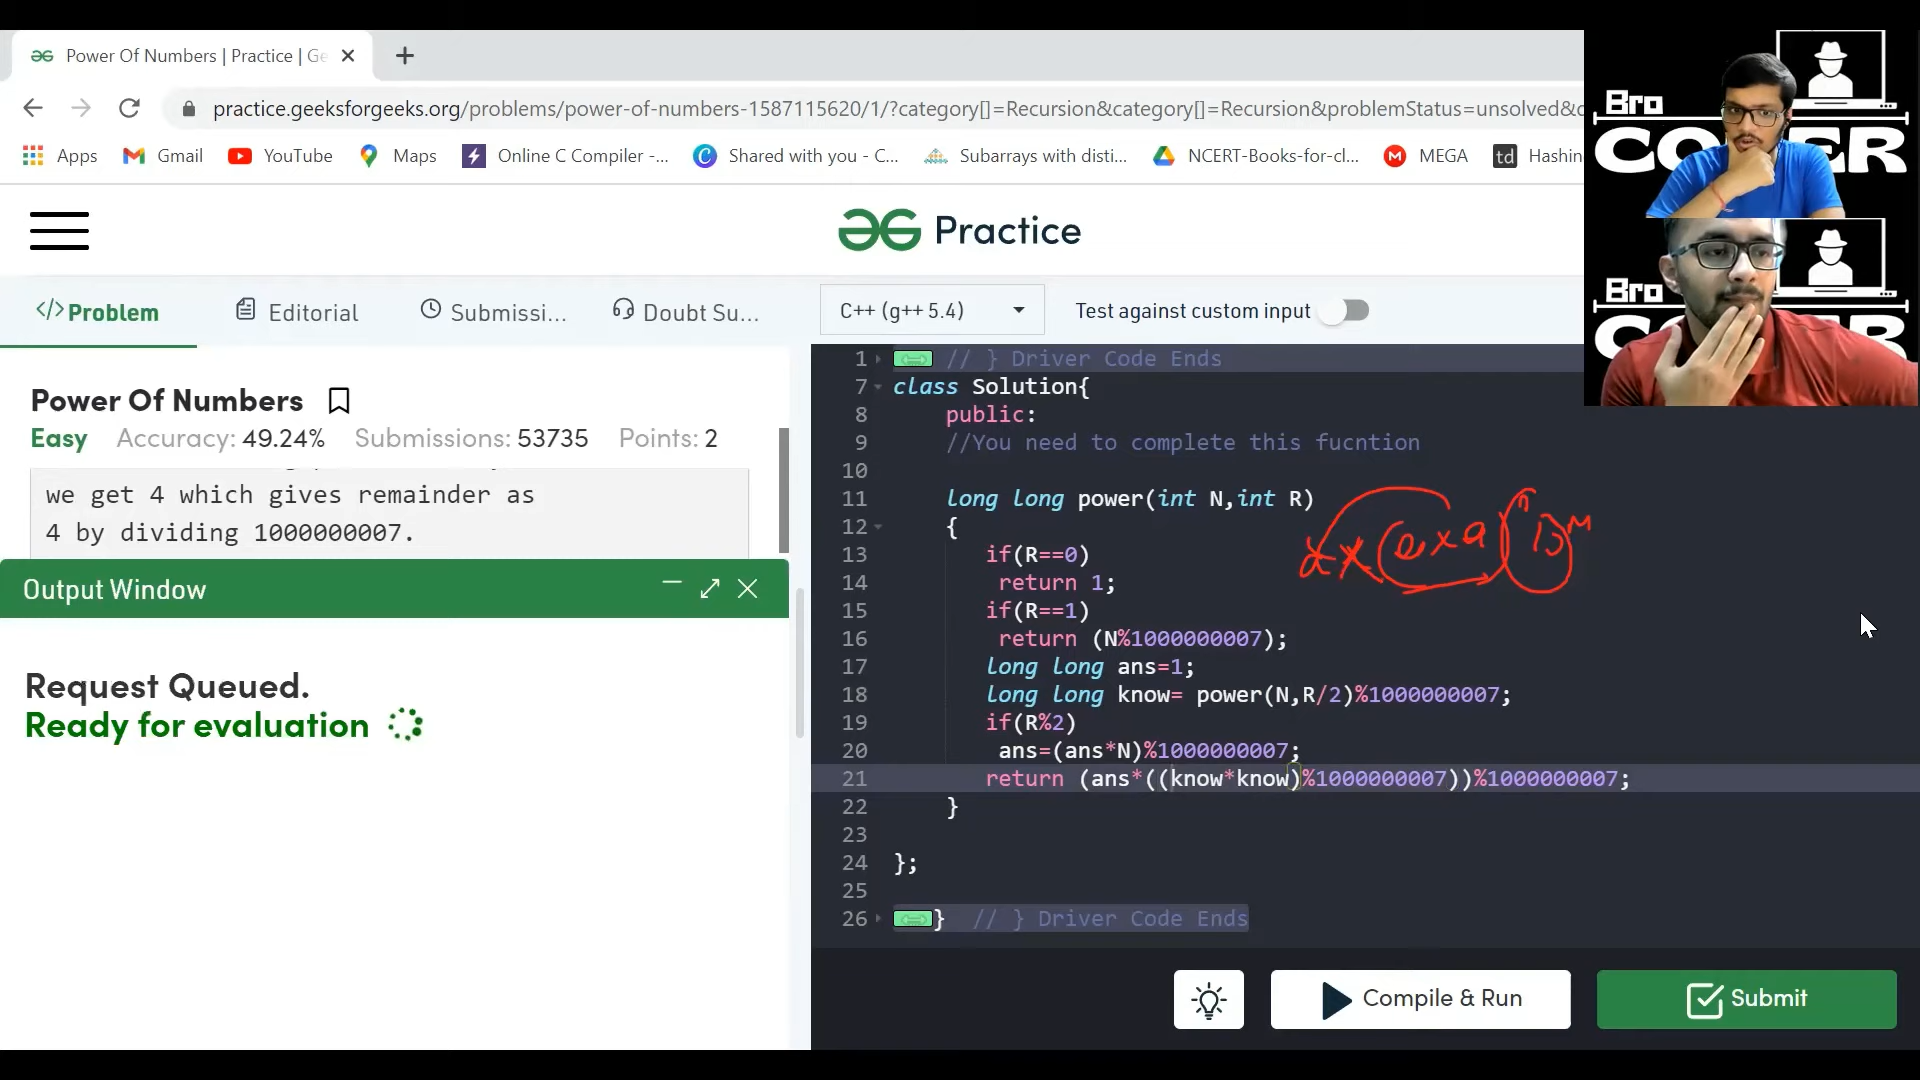 Power Of Numbers | Practice | Ge
practice.geeksforgeeks.org/problems/power-of-numbers-1587115620/1/?category[]=Recursion&category[]=Recursion&problemStatus=unsolved&c
Apps Gmail YouTube Maps Online C Compiler -... Shared with you - C... Subarrays with disti... NCERT-Books-for-cl... MEGA td Hashin
Bro
Bro
Practice
</>Problem Editorial Submissi... Doubt Su...
C++ (g++ 5.4) Test against custom input
Power Of Numbers
Easy Accuracy: 49.24% Submissions: 53735 Points: 2
we get 4 which gives remainder as
4 by dividing 1000000007.
Output Window
Request Queued.
Ready for evaluation
1 // } Driver Code Ends
7 class Solution{
8 public:
9 //You need to complete this fucntion
10
11 long long power(int N,int R)
12 {
13 if(R==0)
14 return 1;
15 if(R==1)
16 return (N%1000000007);
17 long long ans=1;
18 long long know= power(N,R/2)%1000000007;
19 if(R%2)
20 ans=(ans*N)%1000000007;
21 return (ans*((know*know)%1000000007))%1000000007;
22 }
23
24 };
25
26 } // } Driver Code Ends
Compile & Run
Submit